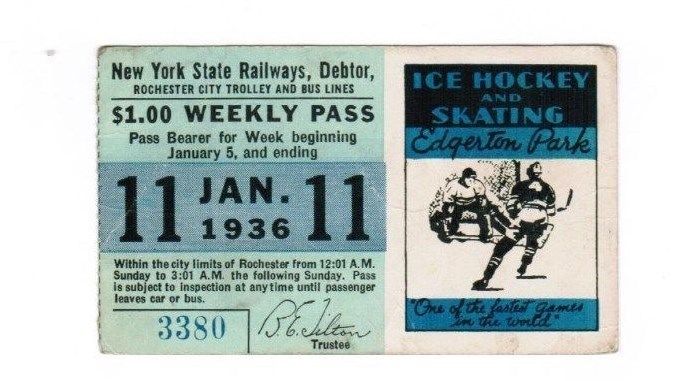 New York State Railways, Debtor,
ROCHESTER CITY TROLLEY AND BUS LINES
$1.00 WEEKLY PASS
Pass Bearer for Week beginning
January 5, and ending
11 JAN. 1936 11
Within the city limits of Rochester from 12:01 A.M.
Sunday to 3:01 A.M. the following Sunday. Pass
is subject to inspection at any time until passenger
leaves car or bus.
3380 B.E. Tilton
Trustee
ICE HOCKEY
AND
SKATING
Edgerton Park
"One of the fastest Games
in the world"